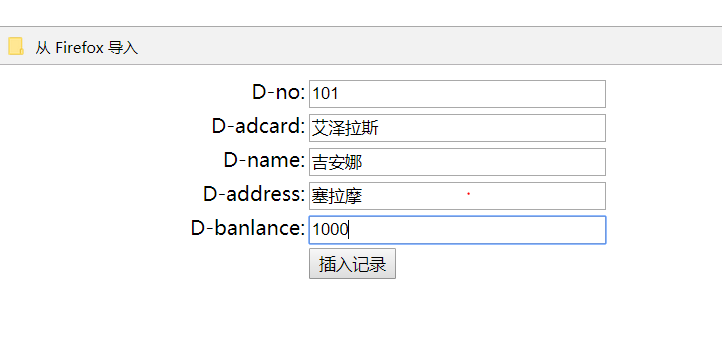 从 Firefox 导入
D-no: 101
D-adcard: 艾泽拉斯
D-name: 吉安娜
D-address: 塞拉摩
D-banlance: 1000
插入记录